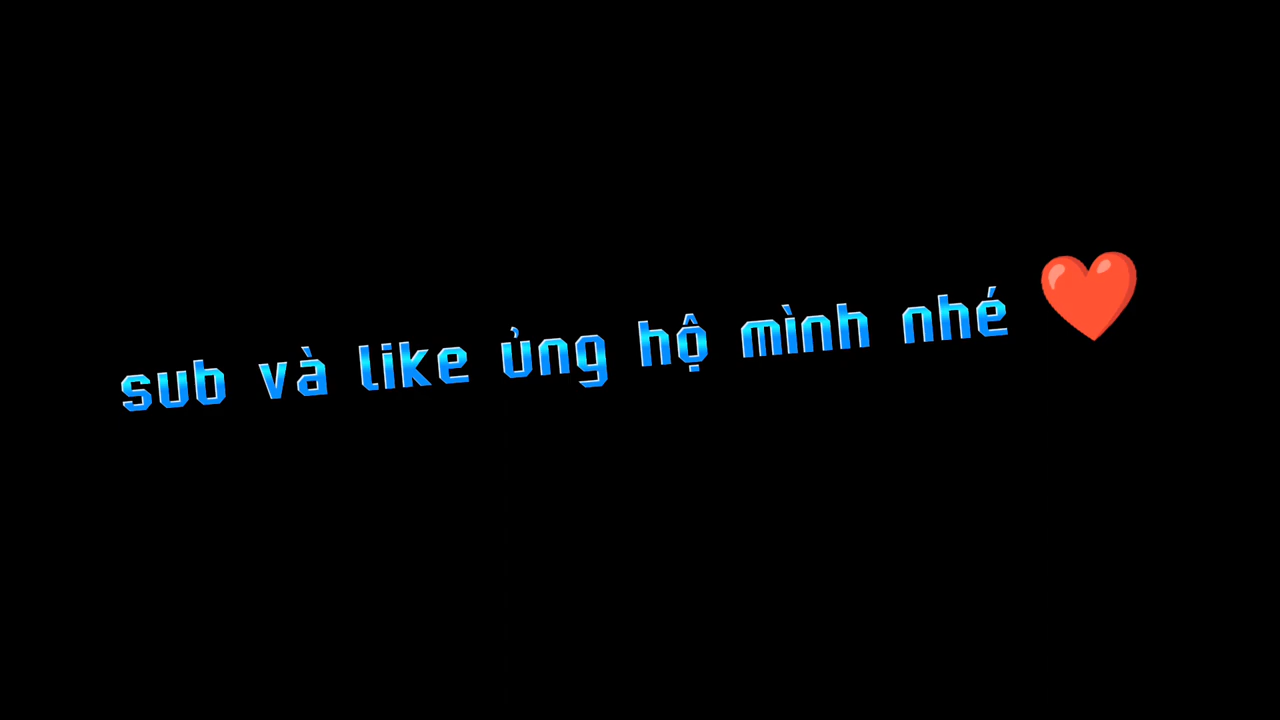 sub và like ủng hộ mình nhé ❤️